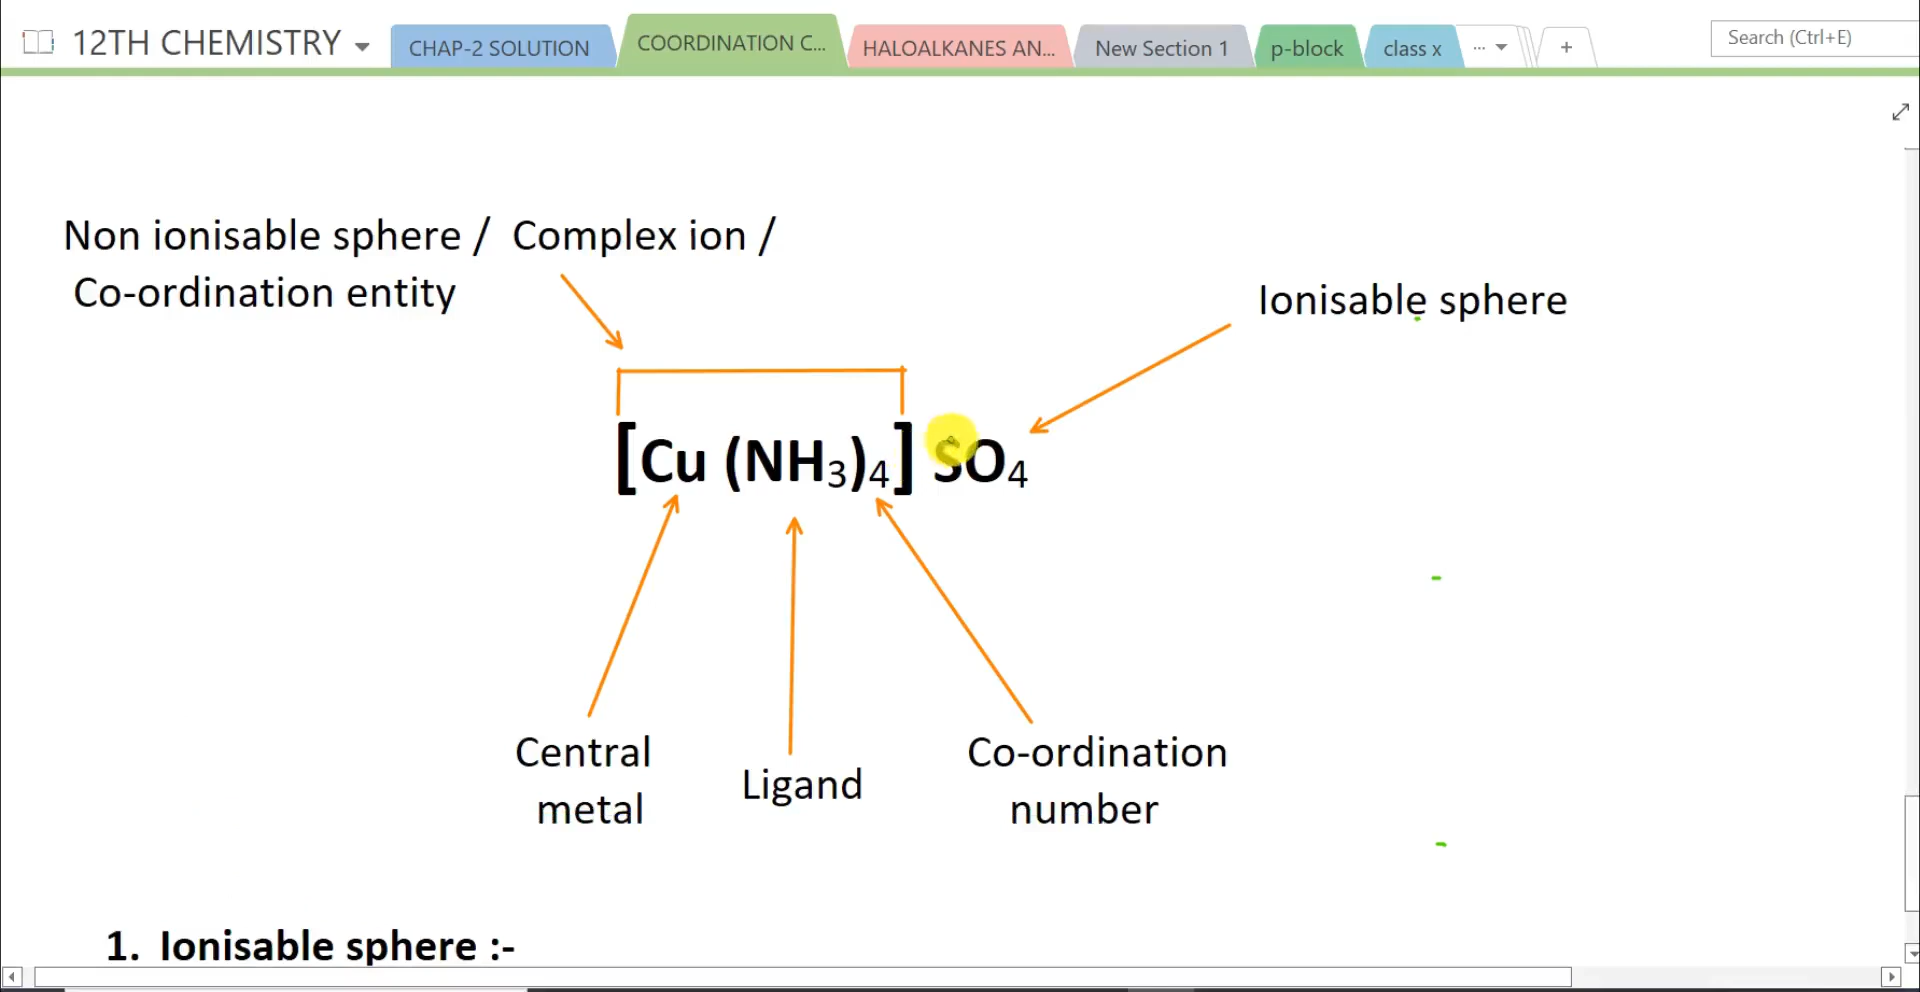 12TH CHEMISTRY
CHAP-2 SOLUTION
COORDINATION C...
HALOALKANES AN...
New Section 1
p-block
class x
...
+
Search (Ctrl+E)
Non ionisable sphere / Complex ion /
Co-ordination entity
Ionisable sphere
[Cu (NH₃)₄] SO₄
Central
metal
Ligand
Co-ordination
number
1. Ionisable sphere :-